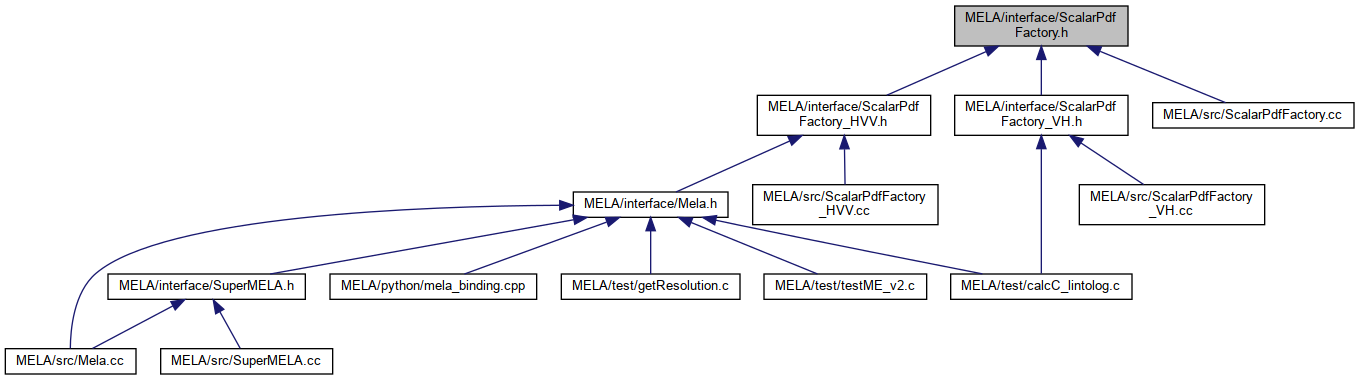 MELA/interface/ScalarPdf
Factory.h
MELA/interface/ScalarPdf
Factory_HVV.h
MELA/interface/ScalarPdf
Factory_VH.h
MELA/src/ScalarPdfFactory.cc
MELA/interface/Mela.h
MELA/src/ScalarPdfFactory
_HVV.cc
MELA/src/ScalarPdfFactory
_VH.cc
MELA/interface/SuperMELA.h
MELA/python/mela_binding.cpp
MELA/test/getResolution.c
MELA/test/testME_v2.c
MELA/test/calcC_lintolog.c
MELA/src/Mela.cc
MELA/src/SuperMELA.cc